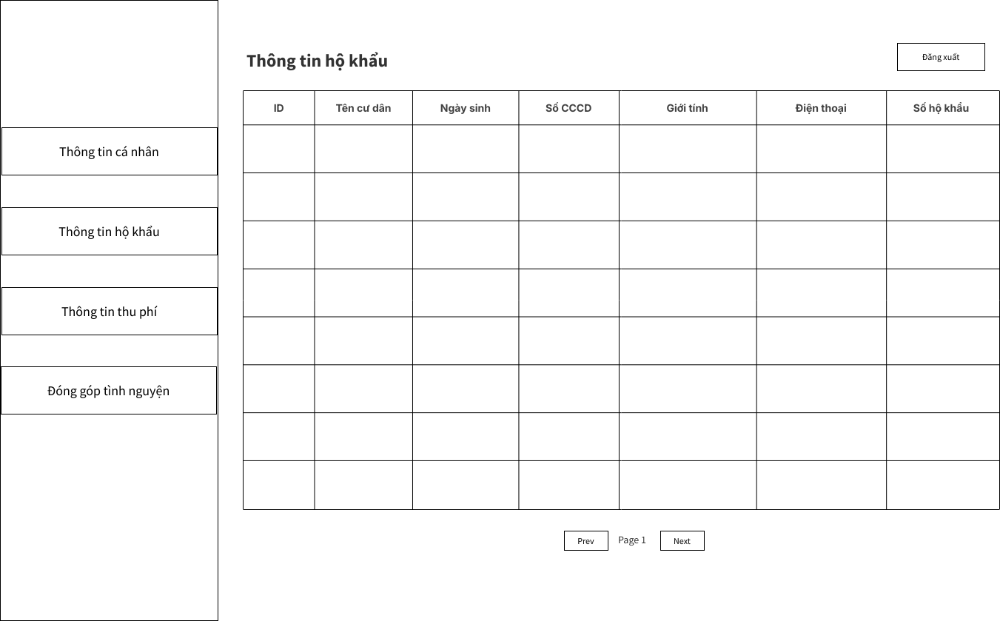 Thông tin cá nhân
Thông tin hộ khẩu
Thông tin thu phí
Đóng góp tình nguyện
Thông tin hộ khẩu
Đăng xuất
ID Tên cư dân Ngày sinh Số CCCD Giới tính Điện thoại Số hộ khẩu
Prev Page 1 Next